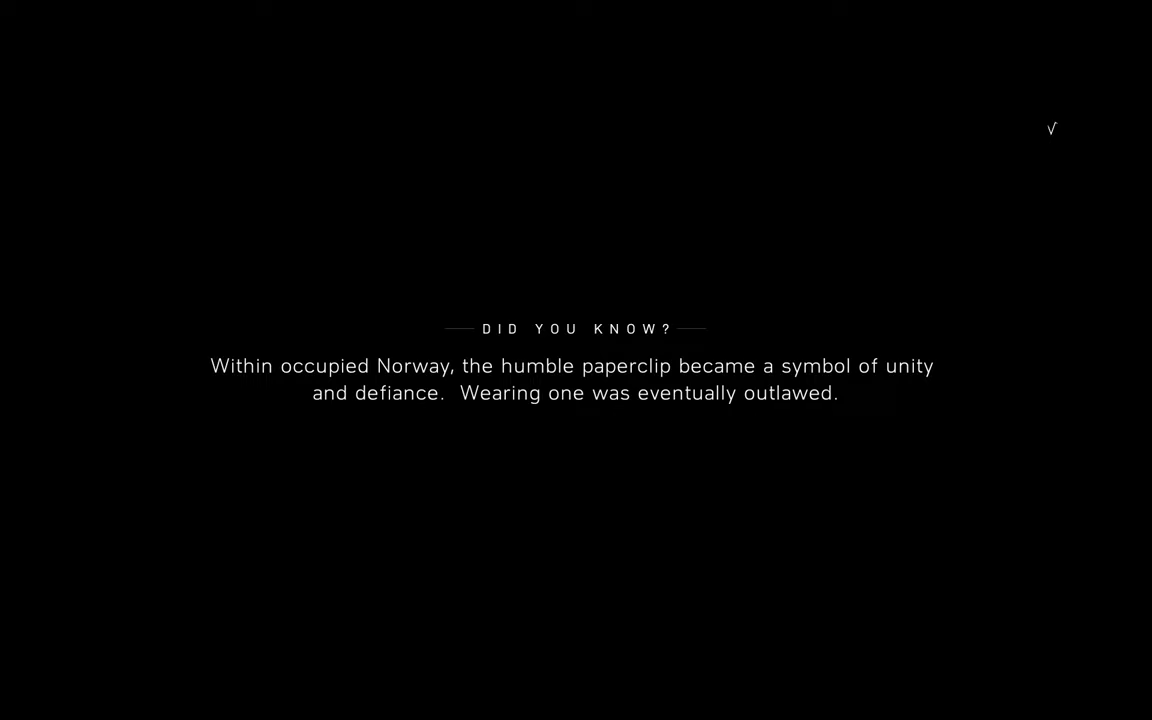 √
DID YOU KNOW?
Within occupied Norway, the humble paperclip became a symbol of unity
and defiance.  Wearing one was eventually outlawed.